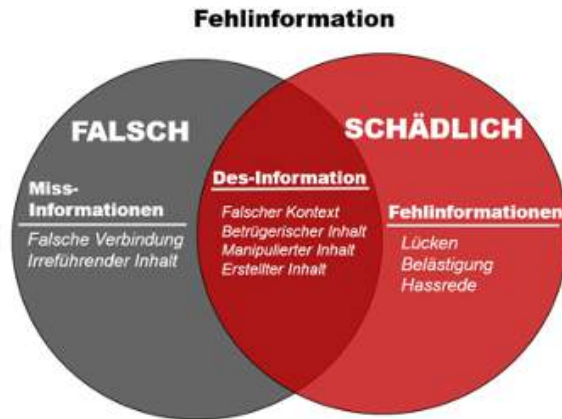 Fehlinformation
FALSCH
Miss-
Informationen
Falsche Verbindung
Irreführender Inhalt
Des-Information
Falscher Kontext
Betrügerischer Inhalt
Manipulierter Inhalt
Erstellter Inhalt
SCHÄDLICH
Fehlinformationen
Lücken
Belästigung
Hassrede